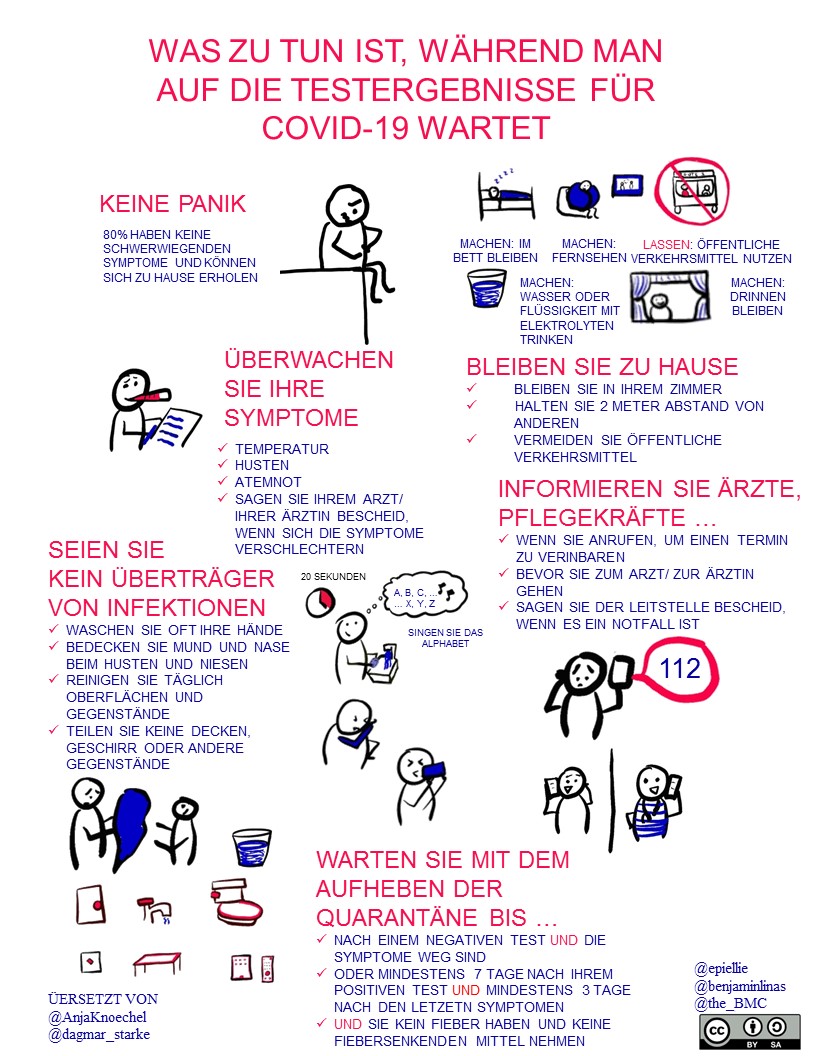 WAS ZU TUN IST, WÄHREND MAN
AUF DIE TESTERGEBNISSE FÜR
COVID-19 WARTET
KEINE PANIK
80% HABEN KEINE
SCHWERWIEGENDEN
SYMPTOME UND KÖNNEN
SICH ZU HAUSE ERHOLEN
zzzz
MACHEN: IM
BETT BLEIBEN
MACHEN:
FERNSEHEN
LASSEN: ÖFFENTLICHE
VERKEHRSMITTEL NUTZEN
MACHEN:
WASSER ODER
FLÜSSIGKEIT MIT
ELEKTROLYTEN
TRINKEN
MACHEN:
DRINNEN
BLEIBEN
ÜBERWACHEN
SIE IHRE
SYMPTOME
✓ TEMPERATUR
✓ HUSTEN
✓ ATEMNOT
✓ SAGEN SIE IHREM ARZT/
IHRER ÄRZTIN BESCHEID,
WENN SICH DIE SYMPTOME
VERSCHLECHTERN
BLEIBEN SIE ZU HAUSE
✓ BLEIBEN SIE IN IHREM ZIMMER
✓ HALTEN SIE 2 METER ABSTAND VON
ANDEREN
✓ VERMEIDEN SIE ÖFFENTLICHE
VERKEHRSMITTEL
INFORMIEREN SIE ÄRZTE,
PFLEGEKRÄFTE …
✓ WENN SIE ANRUFEN, UM EINEN TERMIN
ZU VERINBAREN
✓ BEVOR SIE ZUM ARZT/ ZUR ÄRZTIN
GEHEN
✓ SAGEN SIE DER LEITSTELLE BESCHEID,
WENN ES EIN NOTFALL IST
112
SEIEN SIE
KEIN ÜBERTRÄGER
VON INFEKTIONEN
✓ WASCHEN SIE OFT IHRE HÄNDE
✓ BEDECKEN SIE MUND UND NASE
BEIM HUSTEN UND NIESEN
✓ REINIGEN SIE TÄGLICH
OBERFLÄCHEN UND
GEGENSTÄNDE
✓ TEILEN SIE KEINE DECKEN,
GESCHIRR ODER ANDERE
GEGENSTÄNDE
20 SEKUNDEN
A, B, C, ...
... X, Y, Z
SINGEN SIE DAS
ALPHABET
WARTEN SIE MIT DEM
AUFHEBEN DER
QUARANTÄNE BIS …
✓ NACH EINEM NEGATIVEN TEST UND DIE
SYMPTOME WEG SIND
✓ ODER MINDESTENS 7 TAGE NACH IHREM
POSITIVEN TEST UND MINDESTENS 3 TAGE
NACH DEN LETZETN SYMPTOMEN
✓ UND SIE KEIN FIEBER HABEN UND KEINE
FIEBERSENKENDEN MITTEL NEHMEN
ÜERSETZT VON
@AnjaKnoechel
@dagmar_starke
@epiellie
@benjaminlinas
@the_BMC
cc BY SA